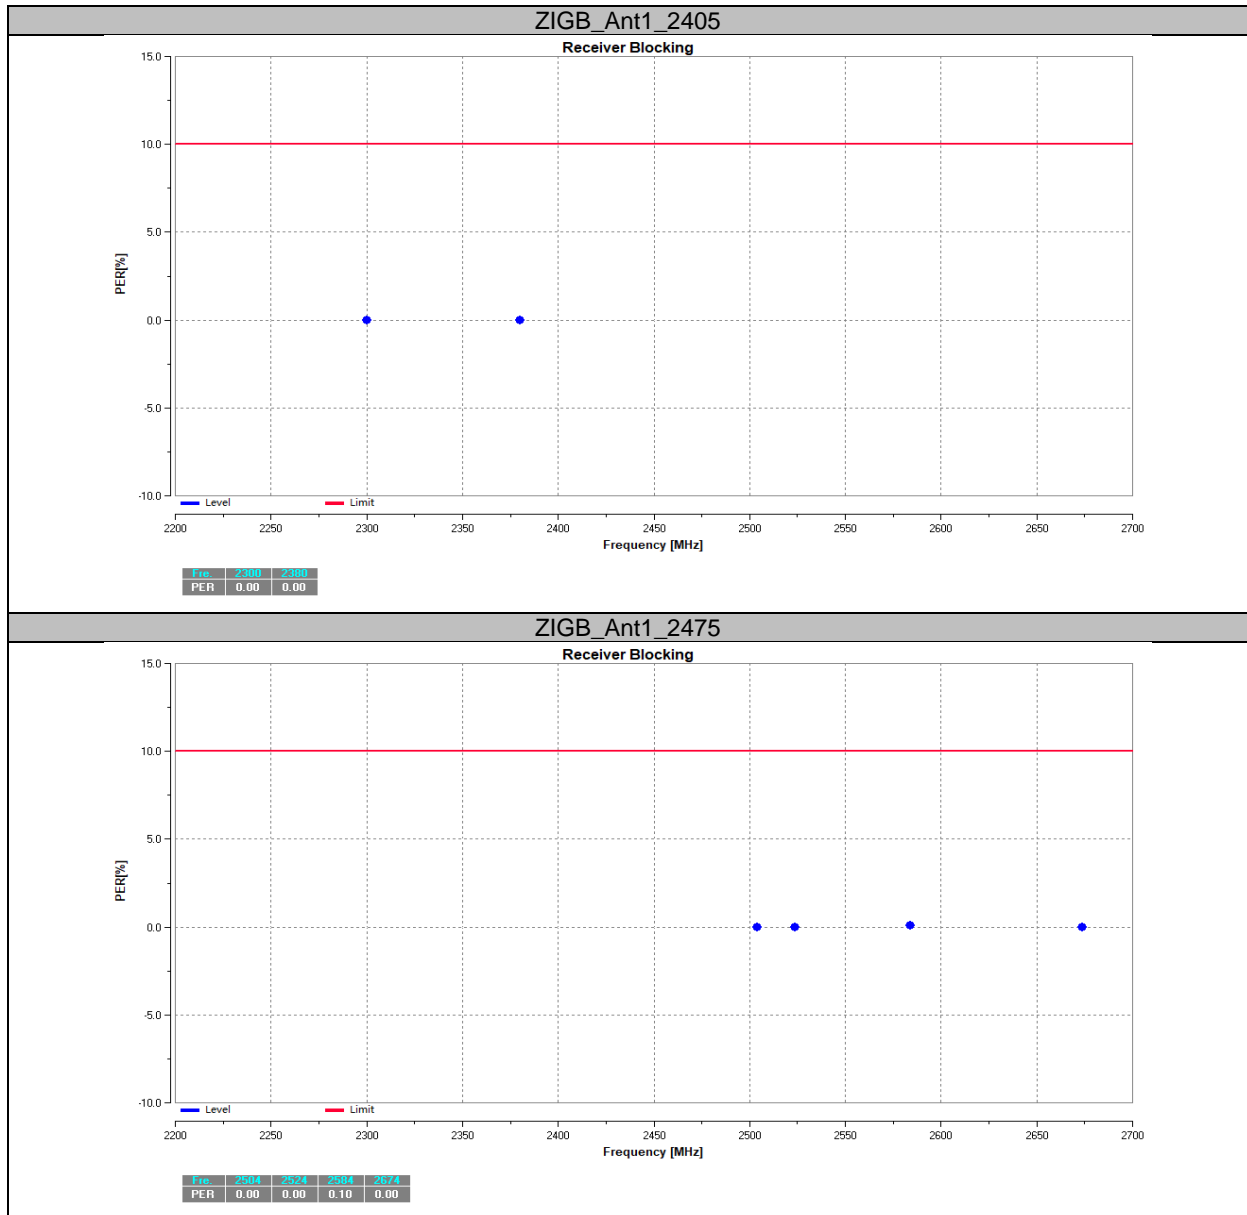 ZIGB_Ant1_2405
Receiver Blocking
15.0
10.0
5.0
0.0
-5.0
-10.0
PER[%]
Level Limit
2200 2250 2300 2350 2400 2450 2500 2550 2600 2650 2700
Frequency [MHz]
Fre. 2300 2380
PER 0.00 0.00
ZIGB_Ant1_2475
Receiver Blocking
15.0
10.0
5.0
0.0
-5.0
-10.0
PER[%]
Level Limit
2200 2250 2300 2350 2400 2450 2500 2550 2600 2650 2700
Frequency [MHz]
Fre. 2504 2524 2584 2674
PER 0.00 0.00 0.10 0.00